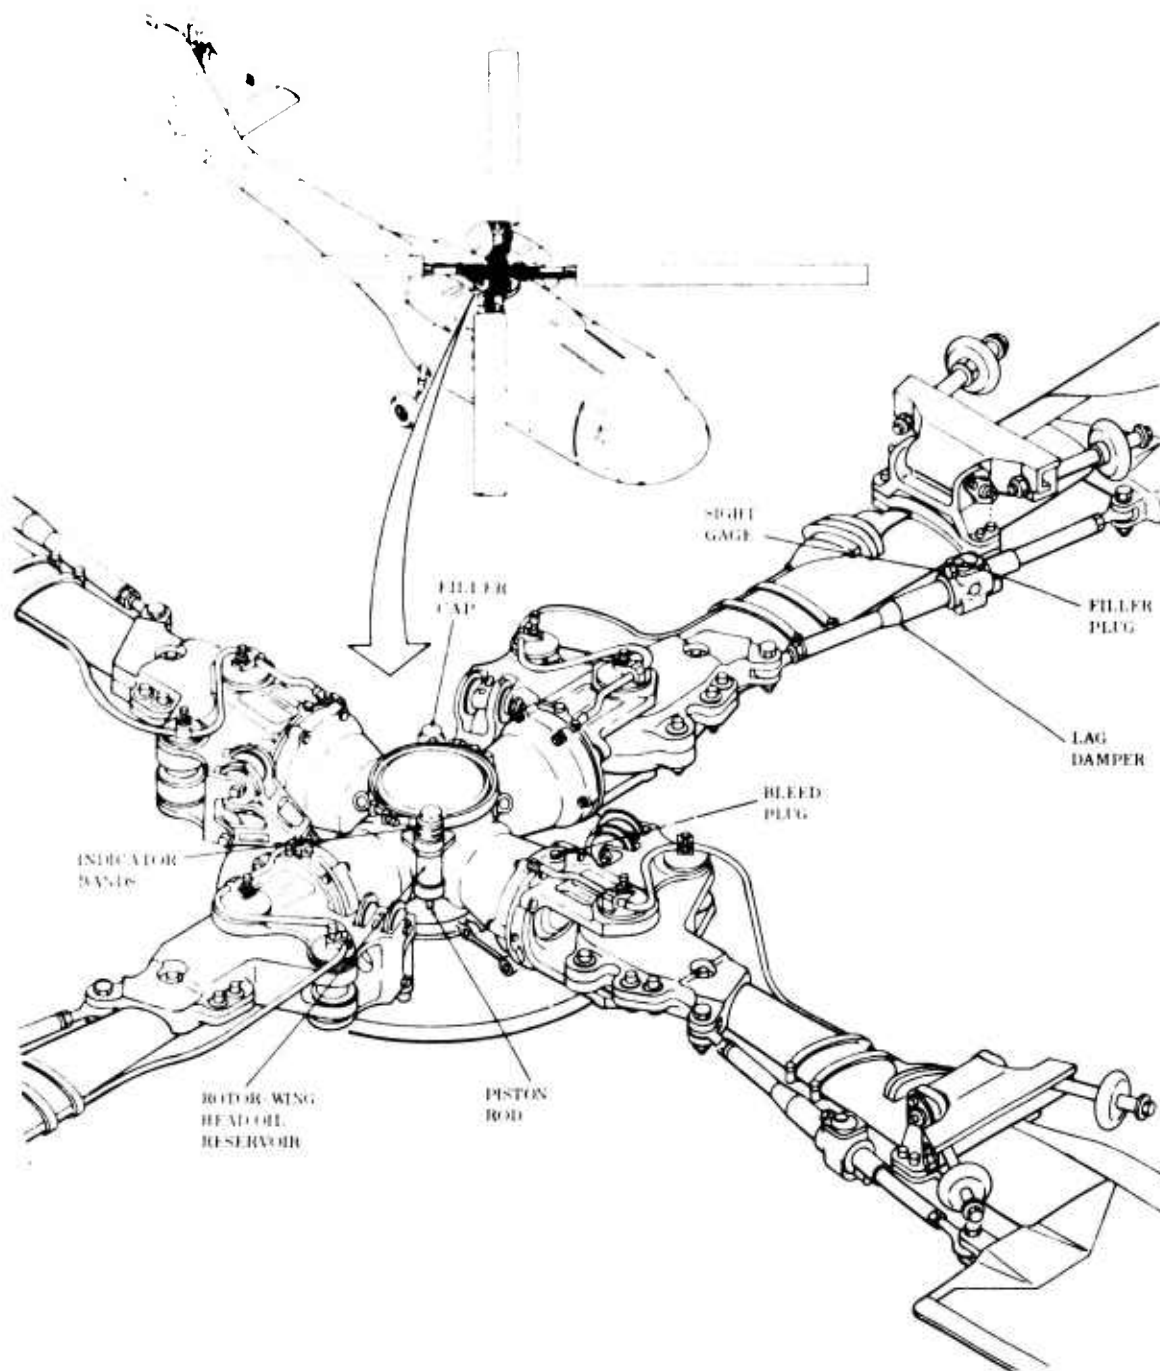 SIGHT
GAGE
FILLER
CAP
FILLER
PLUG
LAG
DAMPER
BLEED
PLUG
INDICATOR
BANDS
ROTOR-WING
HEAD OIL
RESERVOIR
PISTON
ROD